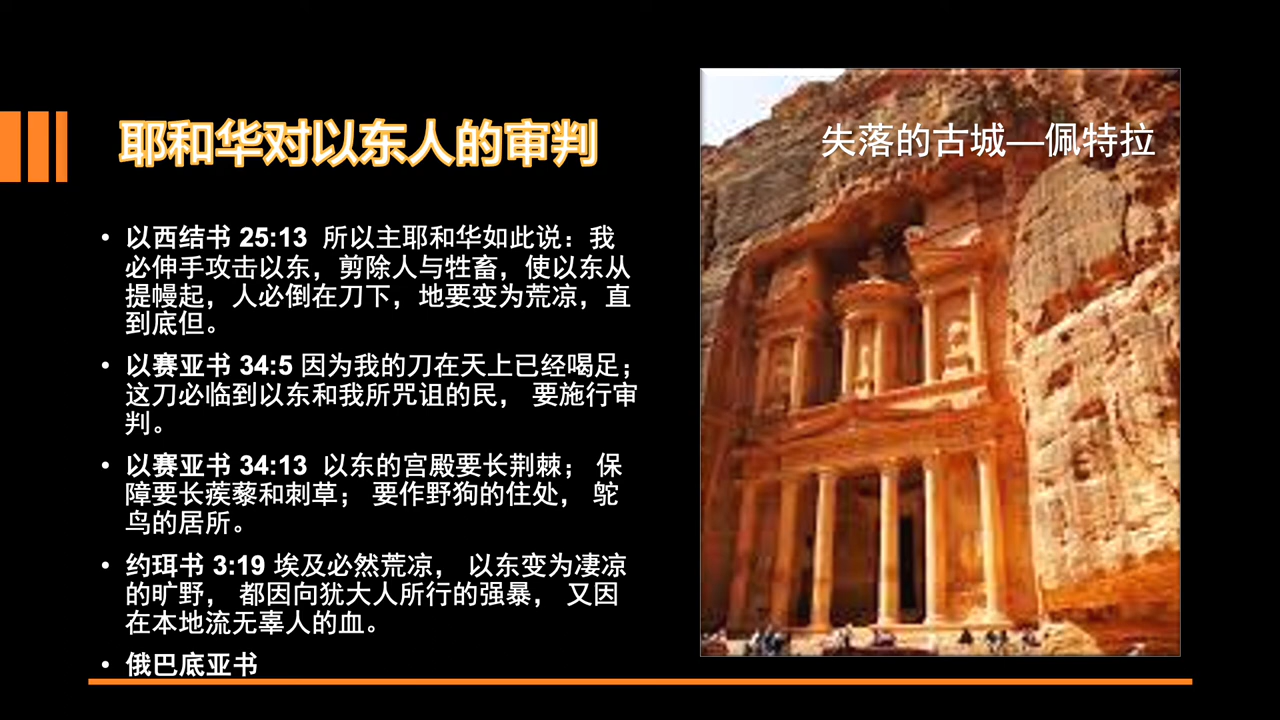 耶和华对以东人的审判
失落的古城—佩特拉
• 以西结书 25:13 所以主耶和华如此说：我
必伸手攻击以东，剪除人与牲畜，使以东从
提幔起，人必倒在刀下，地要变为荒凉，直
到底但。
• 以赛亚书 34:5 因为我的刀在天上已经喝足；
这刀必临到以东和我所咒诅的民， 要施行审
判。
• 以赛亚书 34:13 以东的宫殿要长荆棘； 保
障要长蒺藜和刺草； 要作野狗的住处， 鸵
鸟的居所。
• 约珥书 3:19 埃及必然荒凉， 以东变为凄凉
的旷野， 都因向犹大人所行的强暴， 又因
在本地流无辜人的血。
• 俄巴底亚书